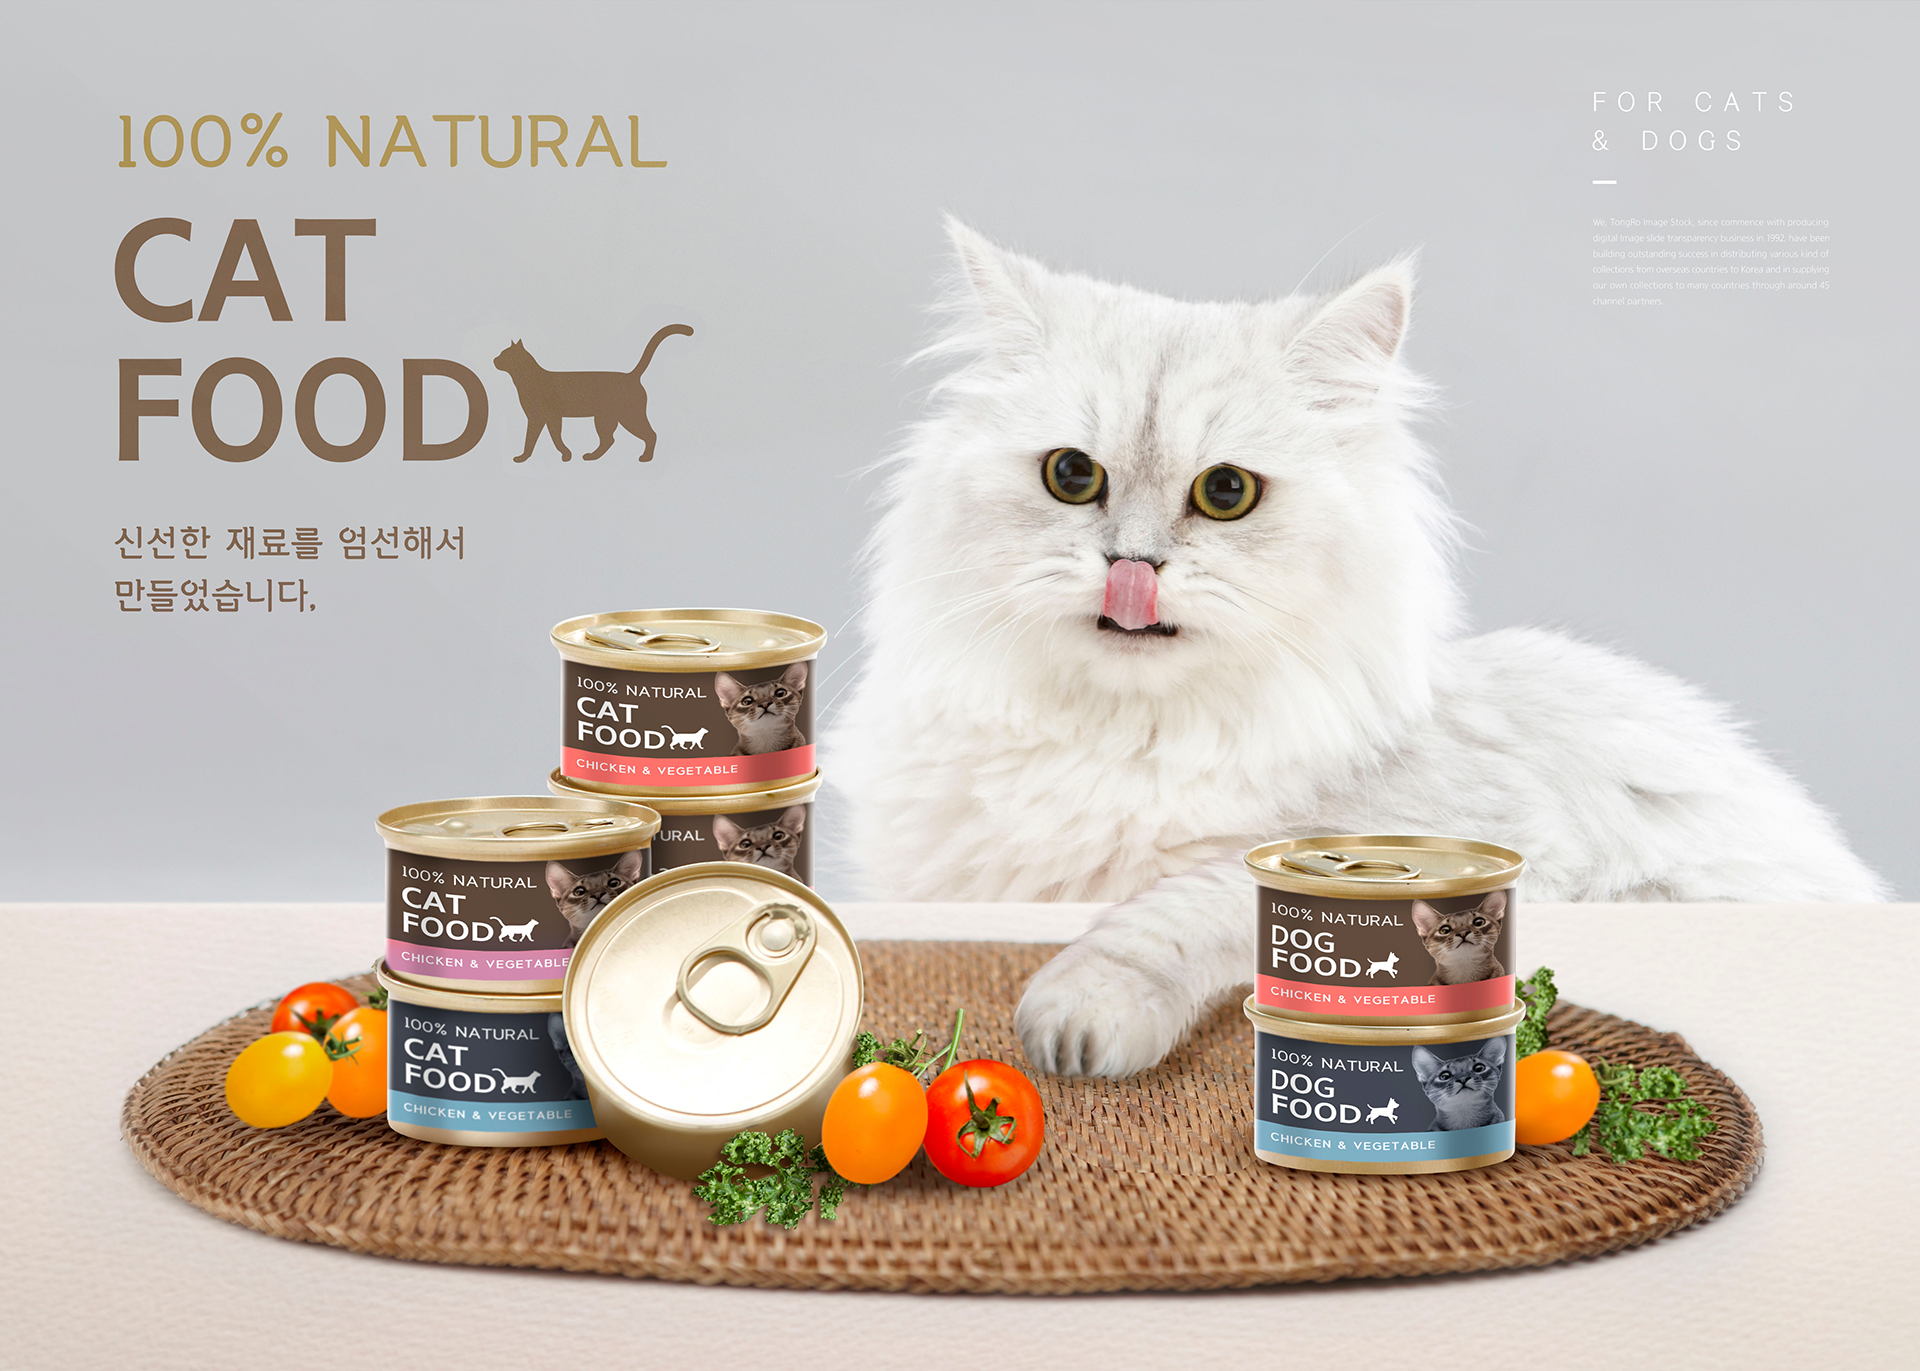 100% NATURAL
CAT
FOOD
신선한 재료를 엄선해서
만들었습니다,
FOR CATS
& DOGS
We, TongRo Image Stock, since commence with producing
digital image slide transparency business in 1992, have been
building outstanding success in distributing various kind of
collections from overseas countries to Korea and in supplying
our own collections to many countries through around 45
channel partners.
100% NATURAL
CAT
FOOD
CHICKEN & VEGETABLE
TURAL
100% NATURAL
CAT
FOOD
CHICKEN & VEGETABLE
100% NATURAL
CAT
FOOD
CHICKEN & VEGETABLE
100% NATURAL
DOG
FOOD
CHICKEN & VEGETABLE
100% NATURAL
DOG
FOOD
CHICKEN & VEGETABLE